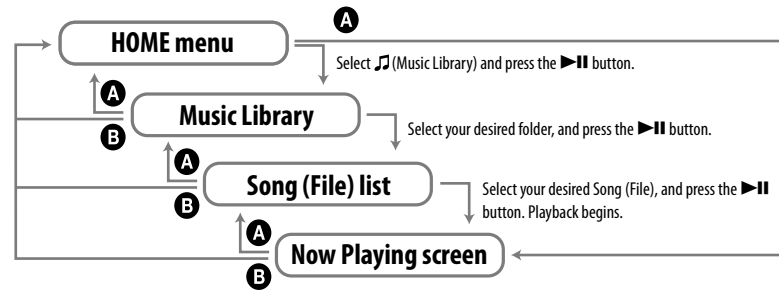 A
HOME menu
Select ♫ (Music Library) and press the ►II button.
A
B
Music Library
Select your desired folder, and press the ►II button.
A
B
Song (File) list
Select your desired Song (File), and press the ►II
button. Playback begins.
A
B
Now Playing screen